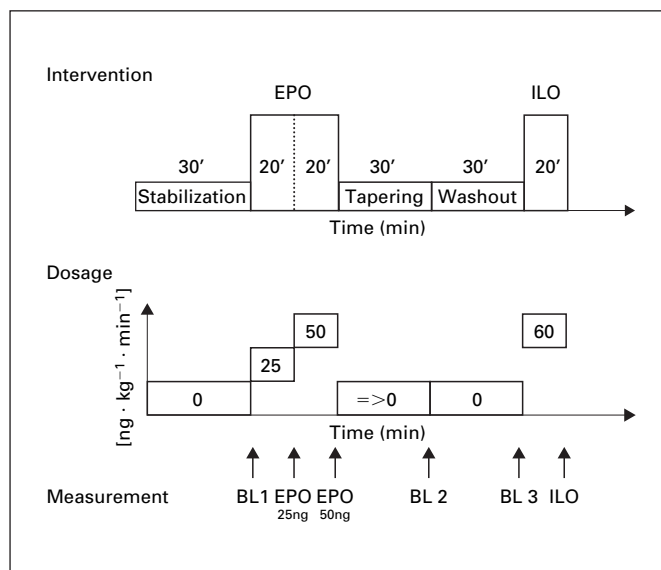 Intervention
EPO ILO
30' 20' 20' 30' 30' 20'
Stabilization Tapering Washout
Time (min)
Dosage
[ng · kg⁻¹ · min⁻¹]
50 60
25
0 =>0 0
Time (min)
Measurement BL1 EPO EPO BL 2 BL 3 ILO
25ng 50ng